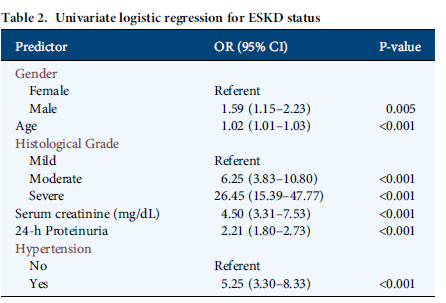 Table 2. Univariate logistic regression for ESKD status
Predictor OR (95% CI) P-value
Gender
Female Referent
Male 1.59 (1.15–2.23) 0.005
Age 1.02 (1.01–1.03) <0.001
Histological Grade
Mild Referent
Moderate 6.25 (3.83–10.80) <0.001
Severe 26.45 (15.39–47.77) <0.001
Serum creatinine (mg/dL) 4.50 (3.31–7.53) <0.001
24-h Proteinuria 2.21 (1.80–2.73) <0.001
Hypertension
No Referent
Yes 5.25 (3.30–8.33) <0.001